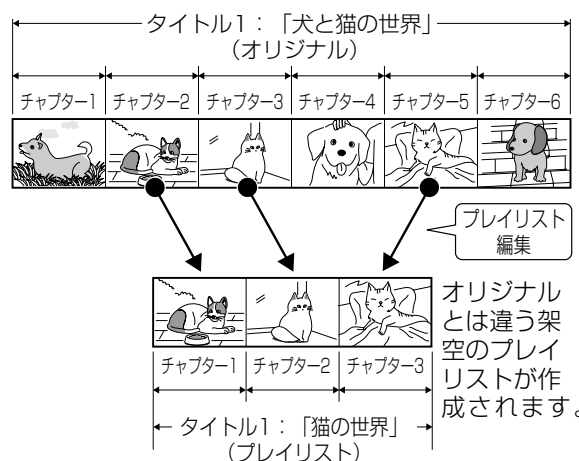 タイトル1：「犬と猫の世界」
（オリジナル）
チャプター1 チャプター2 チャプター3 チャプター4 チャプター5 チャプター6
プレイリスト
編集
オリジナル
とは違う架
空のプレイ
リストが作
成されます。
チャプター1 チャプター2 チャプター3
タイトル1：「猫の世界」
（プレイリスト）